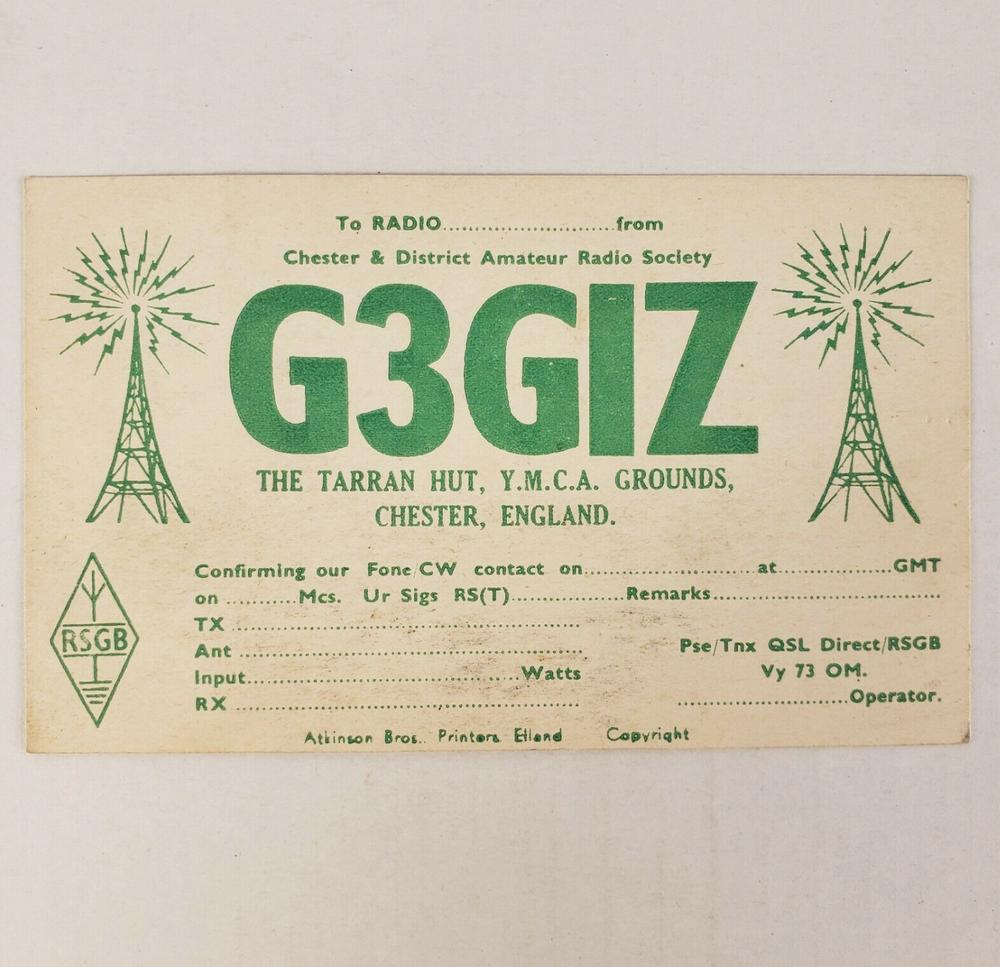 To RADIO..............................from
Chester & District Amateur Radio Society
G3GIZ
THE TARRAN HUT, Y.M.C.A. GROUNDS,
CHESTER, ENGLAND.
RSGB
Confirming our Fone/CW contact on..............................at....................GMT
on ............Mcs. Ur Sigs RS(T)....................Remarks........................................
TX ............................................................
Ant ............................................................
Input..................................................Watts
RX ............................................................
Pse/Tnx QSL Direct/RSGB
Vy 73 OM.
..............................Operator.
Atkinson Bros. Printers Elland Copyright